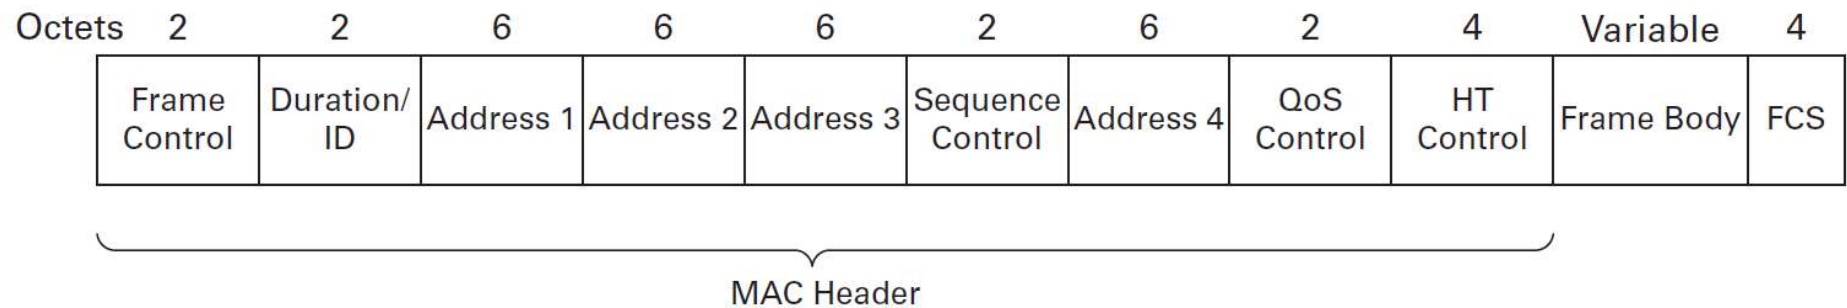 Octets 2 2 6 6 6 2 6 2 4 Variable 4
Frame Control
Duration/ ID
Address 1
Address 2
Address 3
Sequence Control
Address 4
QoS Control
HT Control
Frame Body
FCS
MAC Header